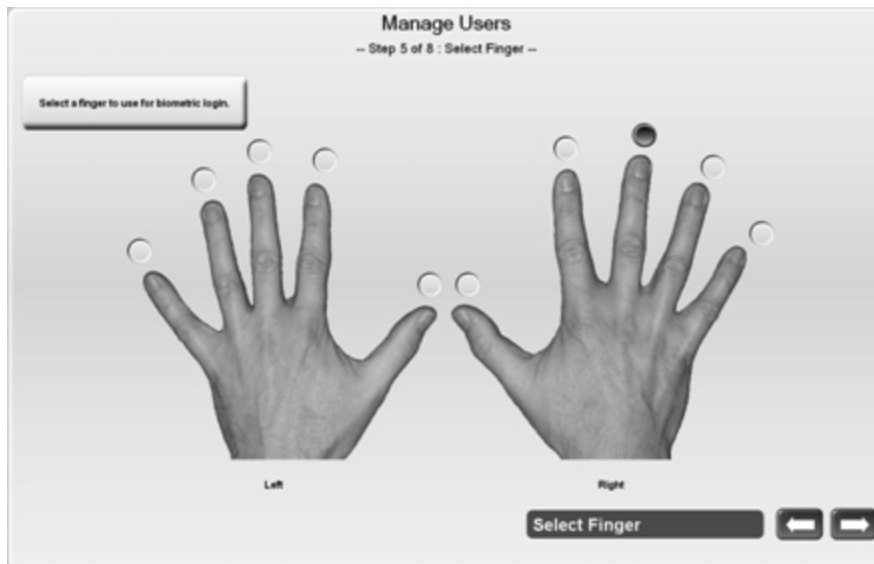 Manage Users
-- Step 5 of 8 : Select Finger --
Select a finger to use for biometric login.
Left
Right
Select Finger